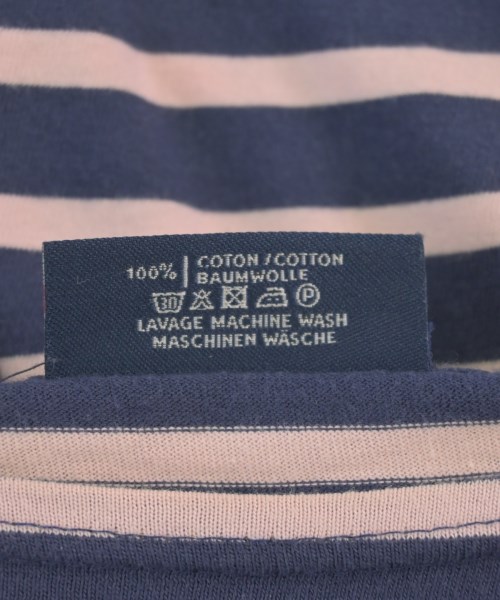 100% | COTON / COTTON
BAUMWOLLE
30 P
LAVAGE MACHINE WASH
MASCHINEN WÄSCHE